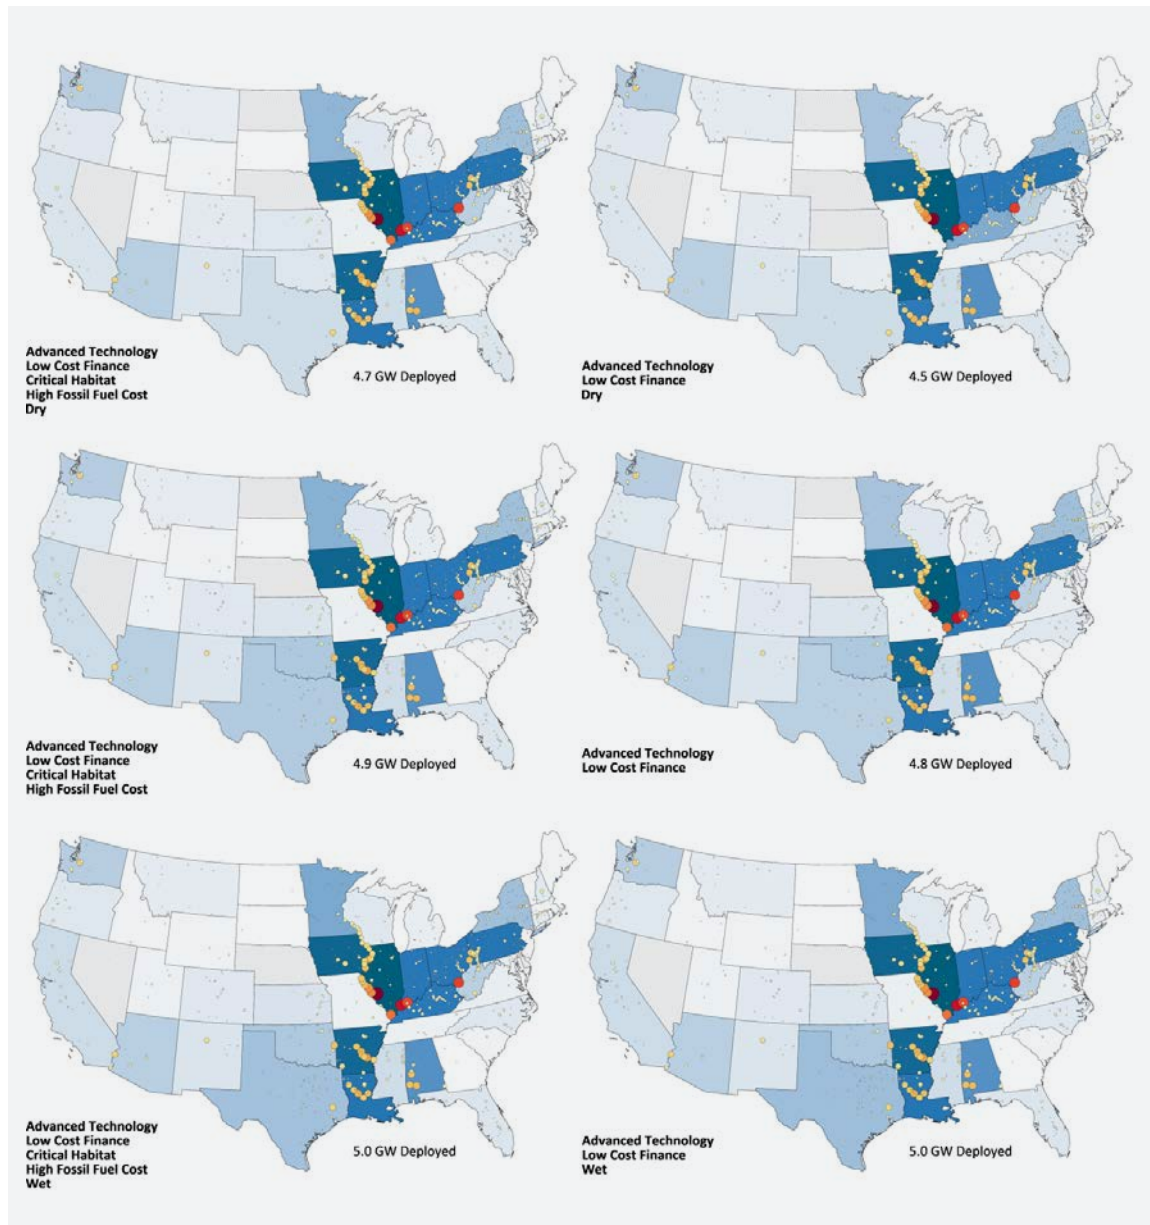 Advanced Technology
Low Cost Finance
Critical Habitat
High Fossil Fuel Cost
Dry
4.7 GW Deployed
Advanced Technology
Low Cost Finance
Dry
4.5 GW Deployed
Advanced Technology
Low Cost Finance
Critical Habitat
High Fossil Fuel Cost
4.9 GW Deployed
Advanced Technology
Low Cost Finance
4.8 GW Deployed
Advanced Technology
Low Cost Finance
Critical Habitat
High Fossil Fuel Cost
Wet
5.0 GW Deployed
Advanced Technology
Low Cost Finance
Wet
5.0 GW Deployed